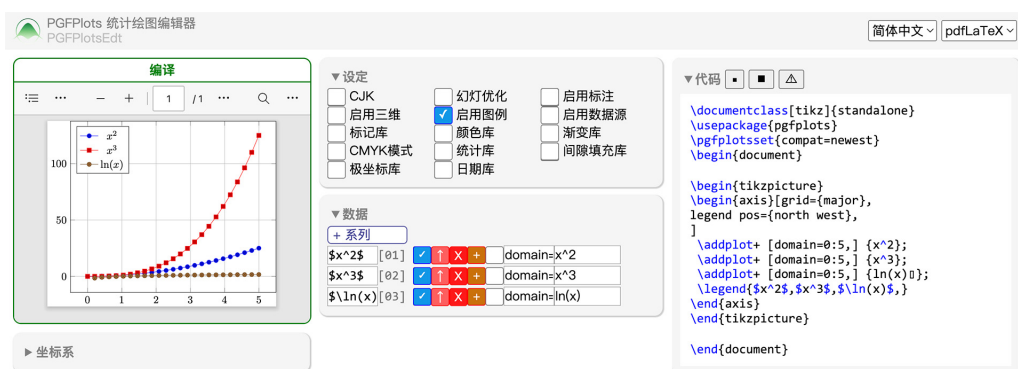 PGFPlots 统计绘图编辑器
PGFPlotsEdt
简体中文
pdfLaTeX
编译
1 /1
x²
x³
ln(x)
100
50
0
0 1 2 3 4 5
▶ 坐标系
▼设定
CJK 幻灯优化 启用标注
启用三维 启用图例 启用数据源
标记库 颜色库 渐变库
CMYK模式 统计库 间隙填充库
极坐标库 日期库
▼数据
+ 系列
$x^2$ [01] ✓ ↑ X + domain= x^2
$x^3$ [02] ✓ ↑ X + domain= x^3
$\ln(x) [03] ✓ ↑ X + domain= ln(x)
▼代码
\documentclass[tikz]{standalone}
\usepackage{pgfplots}
\pgfplotsset{compat=newest}
\begin{document}
\begin{tikzpicture}
\begin{axis}[grid={major},
legend pos={north west},
]
\addplot+ [domain=0:5,] {x^2};
\addplot+ [domain=0:5,] {x^3};
\addplot+ [domain=0:5,] {ln(x)▯};
\legend{$x^2$,$x^3$,$\ln(x)$,}
\end{axis}
\end{tikzpicture}
\end{document}